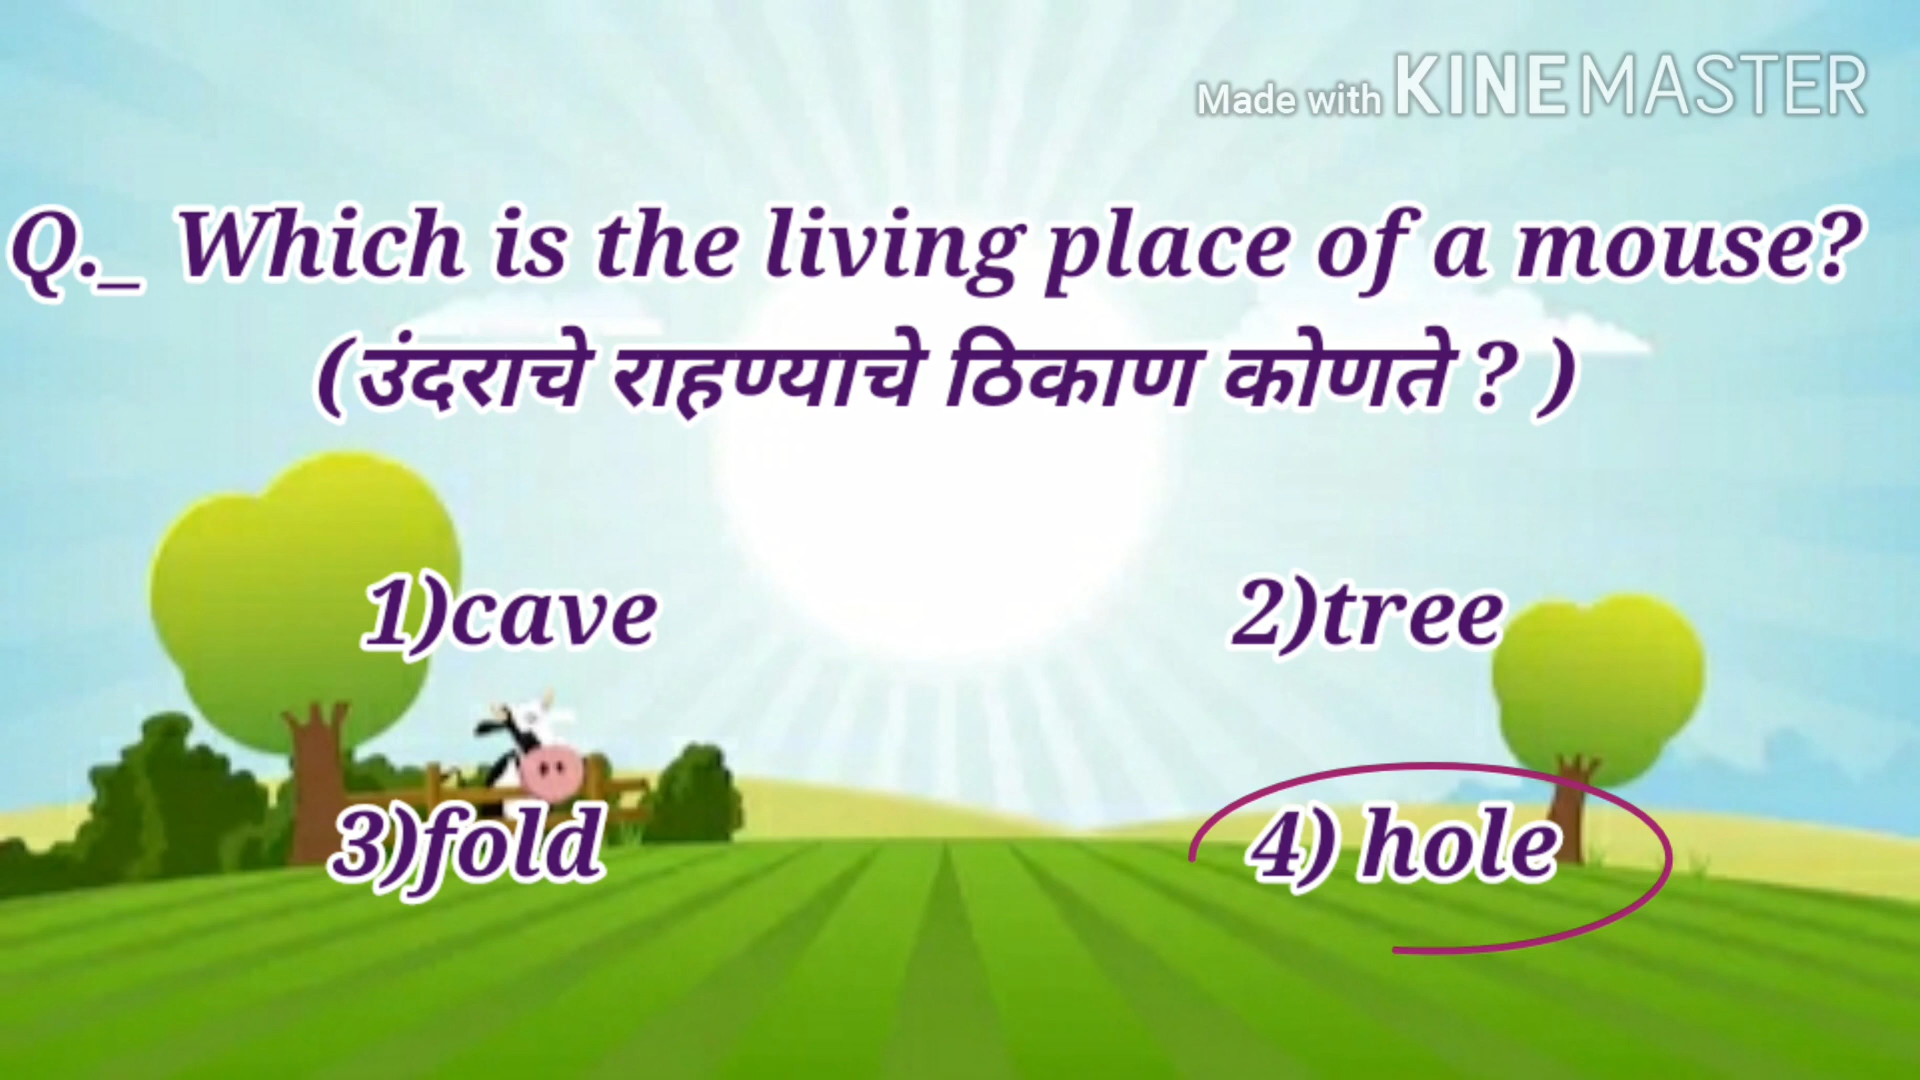 Made with KINEMASTER
Q._ Which is the living place of a mouse?
(उंदराचे राहण्याचे ठिकाण कोणते ? )
1)cave
2)tree
3)fold
4) hole